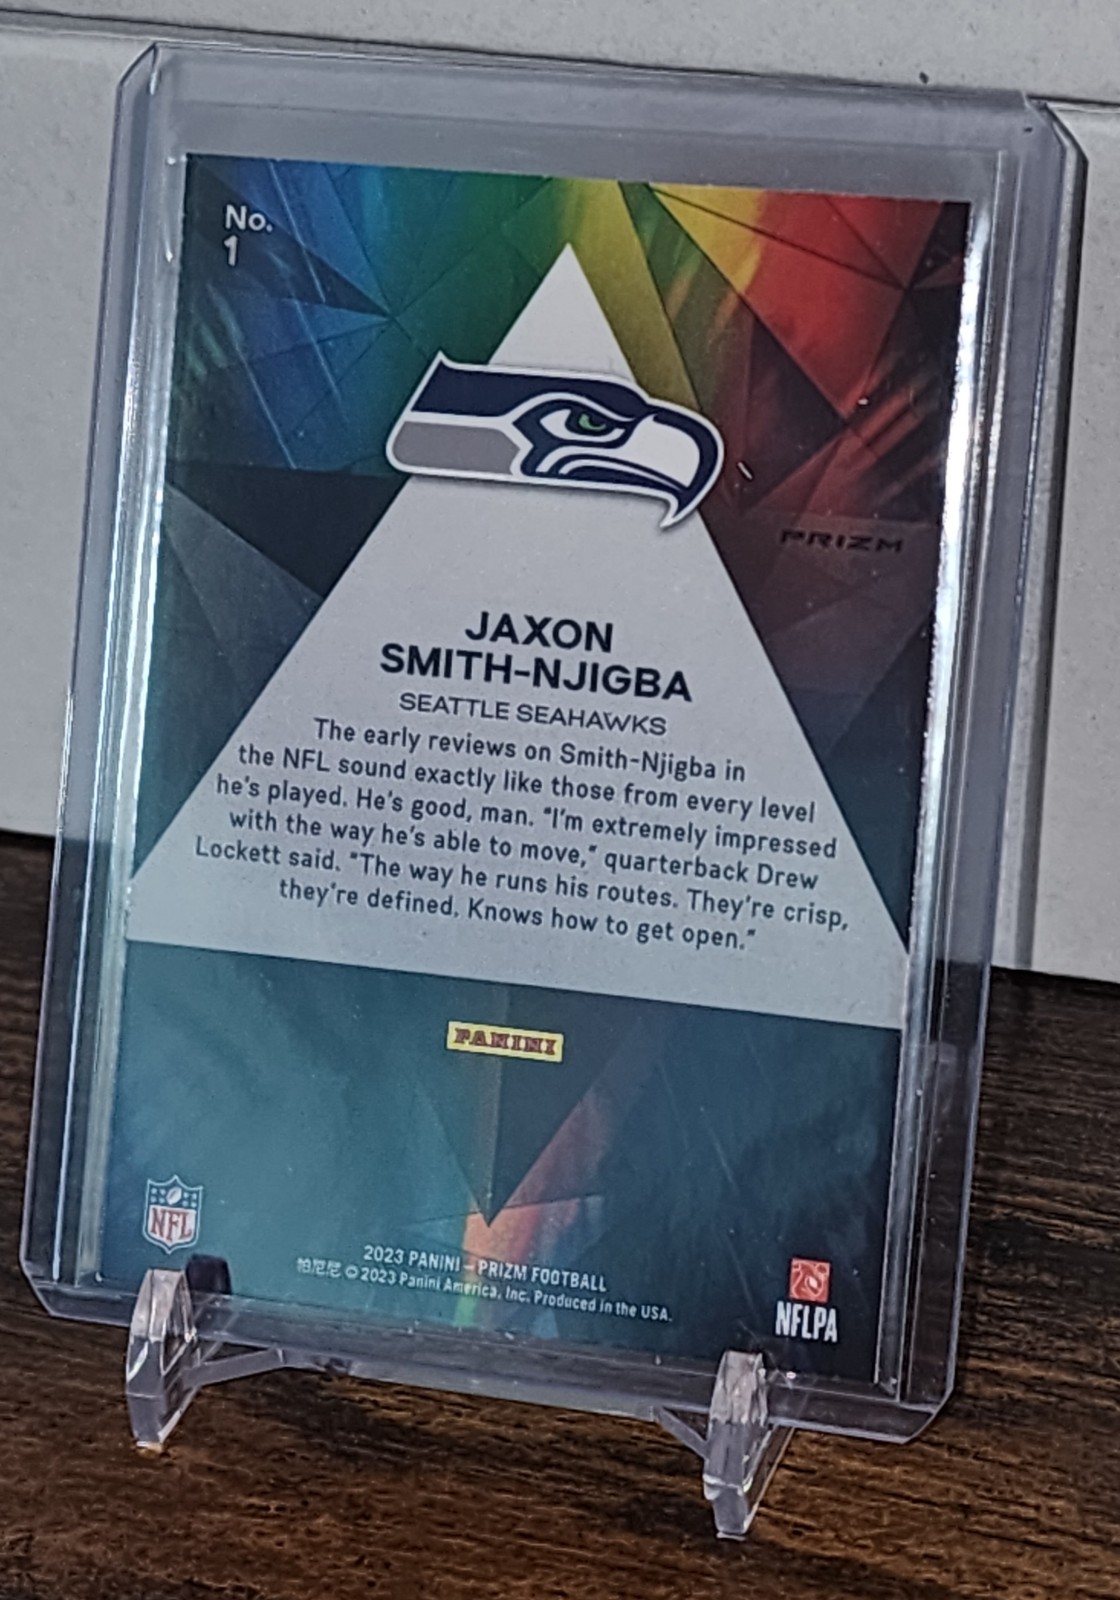 No.
1
PRIZM
JAXON
SMITH-NJIGBA
SEATTLE SEAHAWKS
The early reviews on Smith-Njigba in
the NFL sound exactly like those from every level
he's played. He's good, man. "I'm extremely impressed
with the way he's able to move," quarterback Drew
Lockett said. "The way he runs his routes. They're crisp,
they're defined. Knows how to get open."
PANINI
NFL
2023 PANINI – PRIZM FOOTBALL
帕尼尼 © 2023 Panini America, Inc. Produced in the USA.
NFLPA